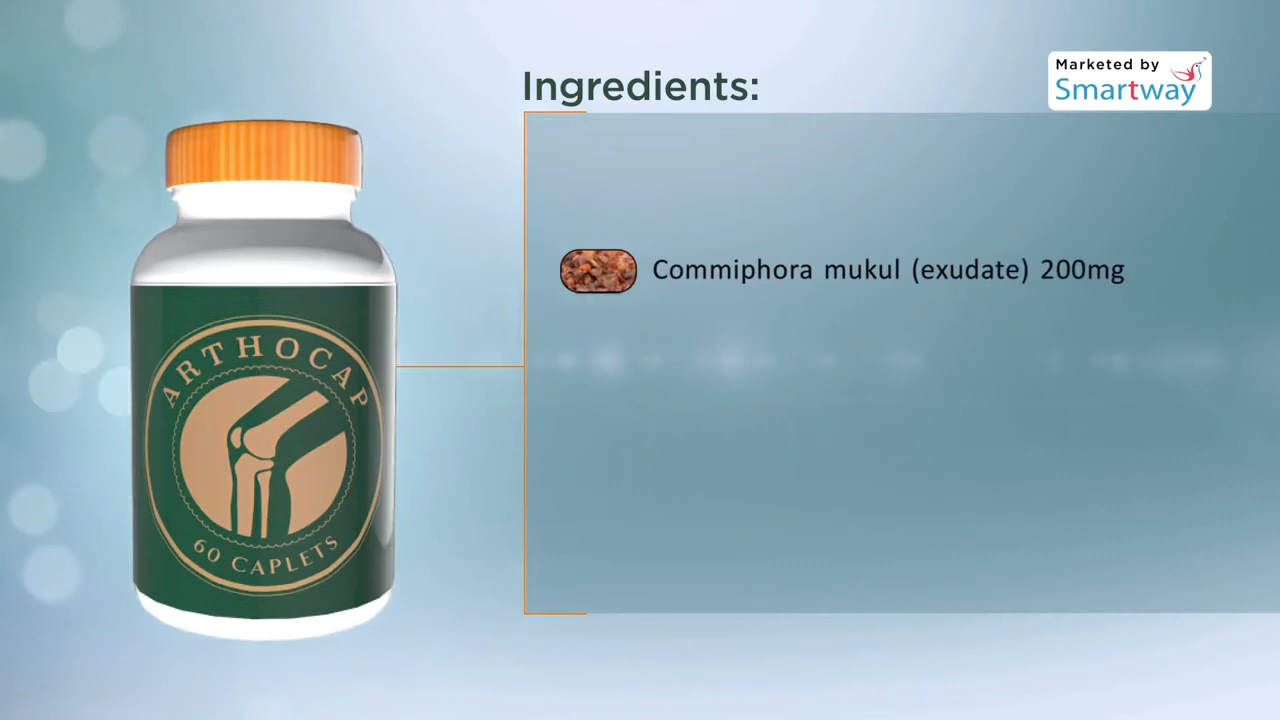 Ingredients:
Marketed by
Smartway
Commiphora mukul (exudate) 200mg
ARTHOCAP
60 CAPLETS